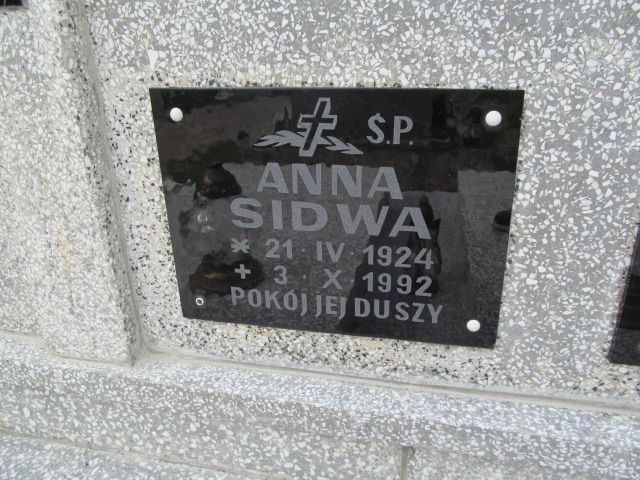 Ś.P.
ANNA
SIDWA
* 21 · IV · 1924
+ 3 · X · 1992
POKÓJ JEJ DUSZY